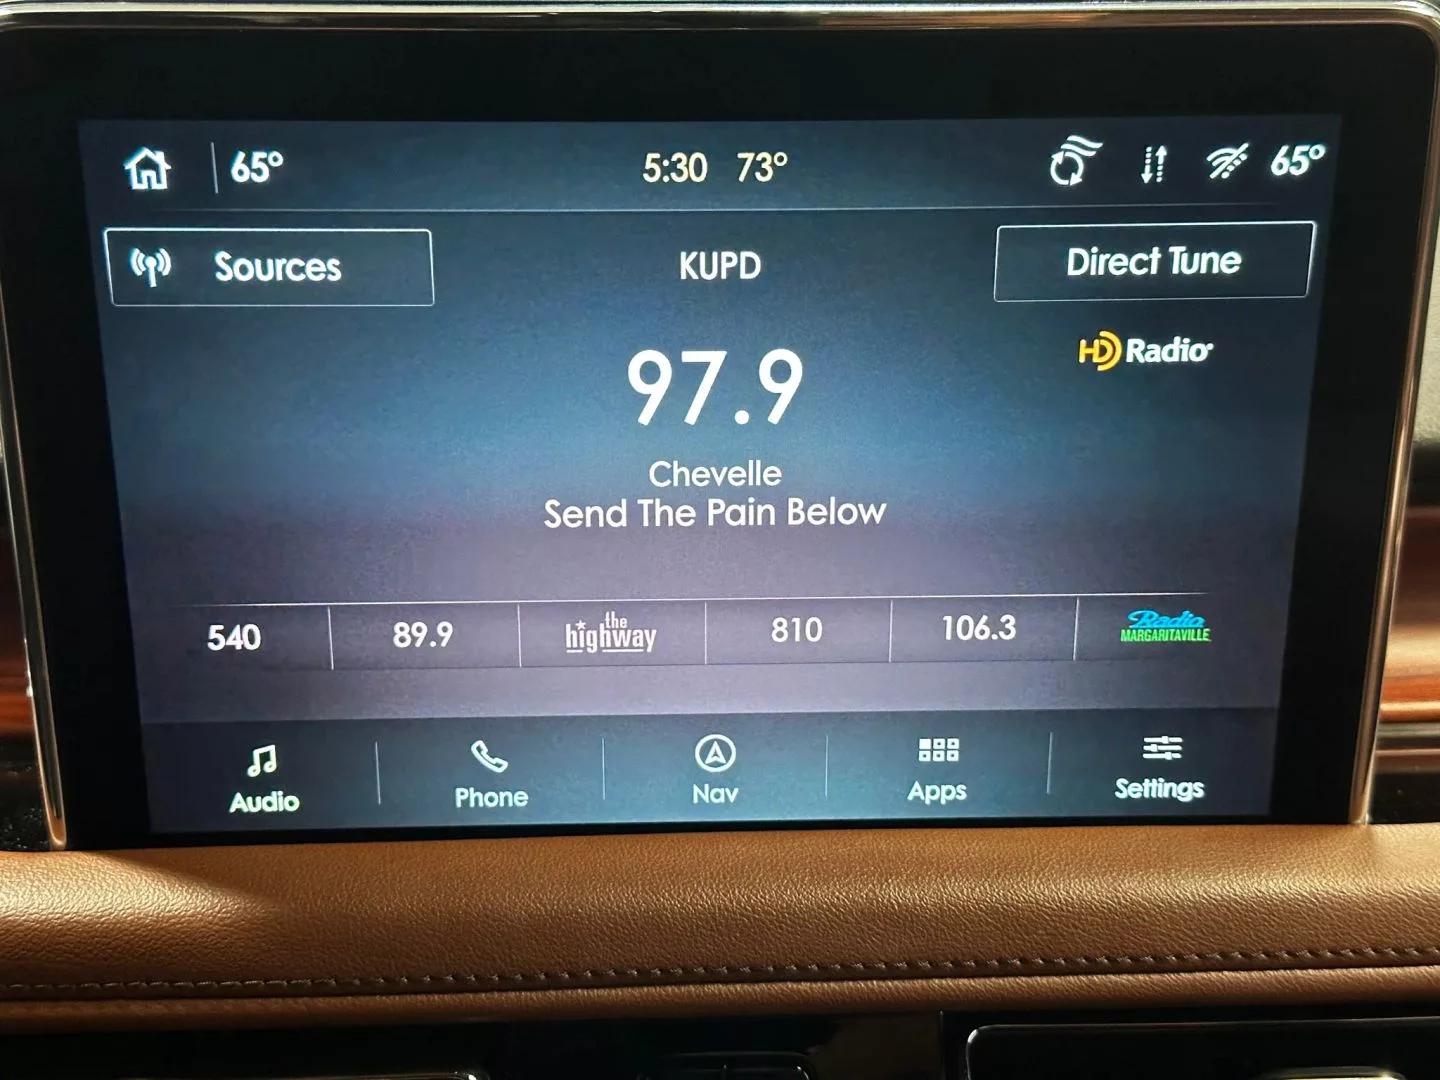 65°
5:30 73°
65°
Sources
KUPD
Direct Tune
HD Radio
97.9
Chevelle
Send The Pain Below
540
89.9
the
highway
810
106.3
Radio
MARGARITAVILLE
Audio
Phone
Nav
Apps
Settings